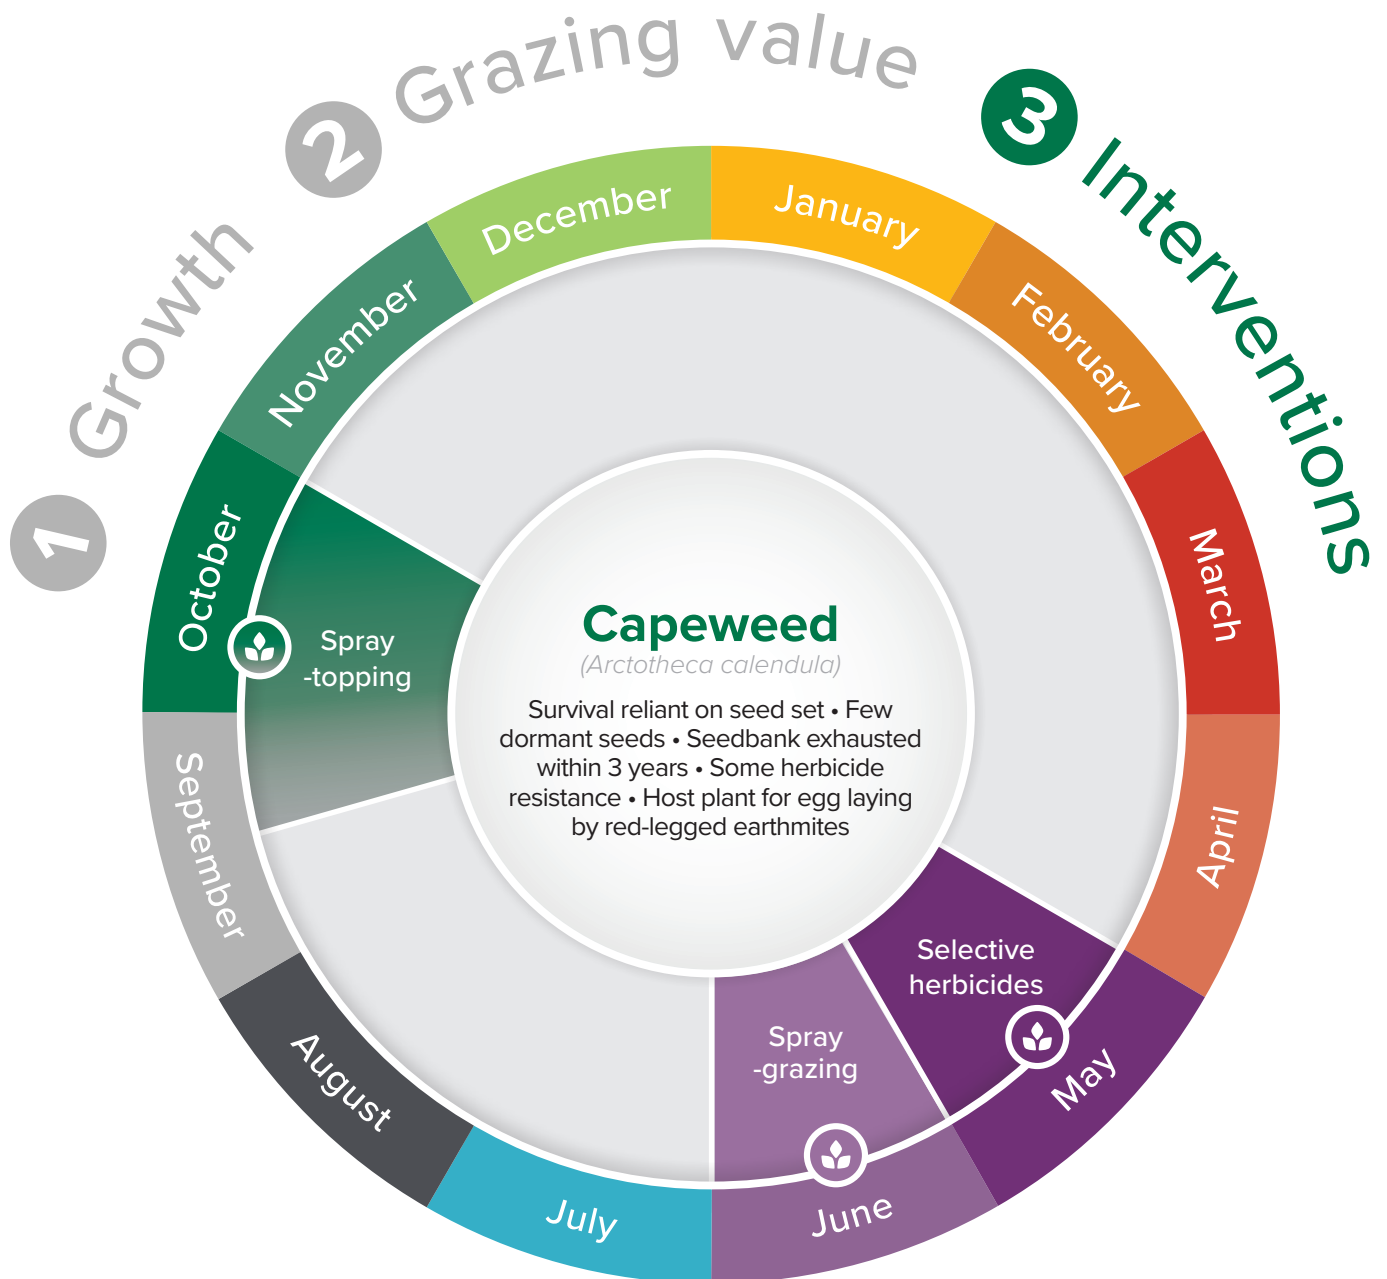 1 Growth
2 Grazing value
3 Interventions
January
February
March
April
May
June
July
August
September
October
November
December
Spray
-topping
Capeweed
(Arctotheca calendula)
Survival reliant on seed set • Few
dormant seeds • Seedbank exhausted
within 3 years • Some herbicide
resistance • Host plant for egg laying
by red-legged earthmites
Selective
herbicides
Spray
-grazing